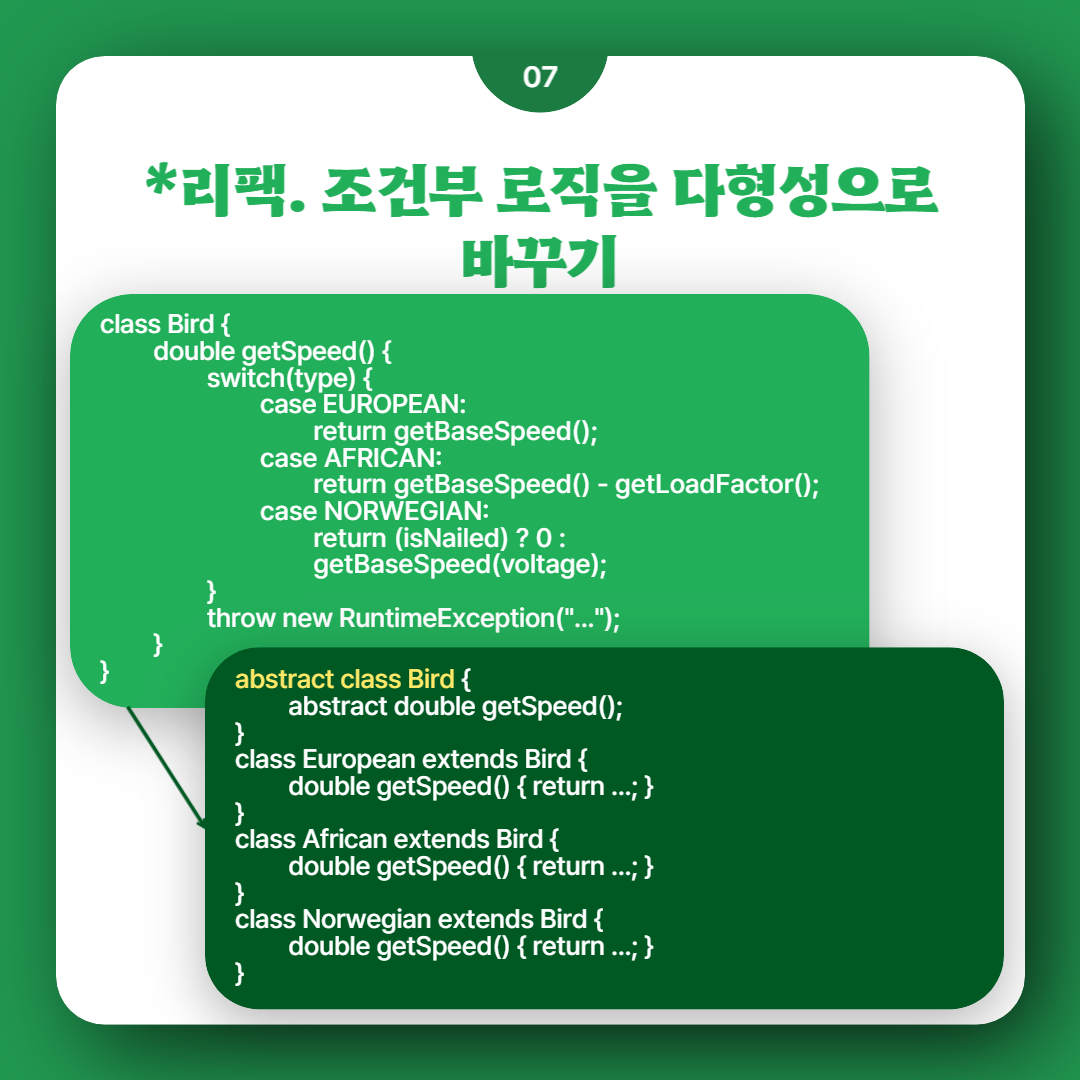 07
*리팩. 조건부 로직을 다형성으로
바꾸기
class Bird {
double getSpeed() {
switch(type) {
case EUROPEAN:
return getBaseSpeed();
case AFRICAN:
return getBaseSpeed() - getLoadFactor();
case NORWEGIAN:
return (isNailed) ? 0 :
getBaseSpeed(voltage);
}
throw new RuntimeException("...");
}
}
abstract class Bird {
abstract double getSpeed();
}
class European extends Bird {
double getSpeed() { return ...; }
}
class African extends Bird {
double getSpeed() { return ...; }
}
class Norwegian extends Bird {
double getSpeed() { return ...; }
}